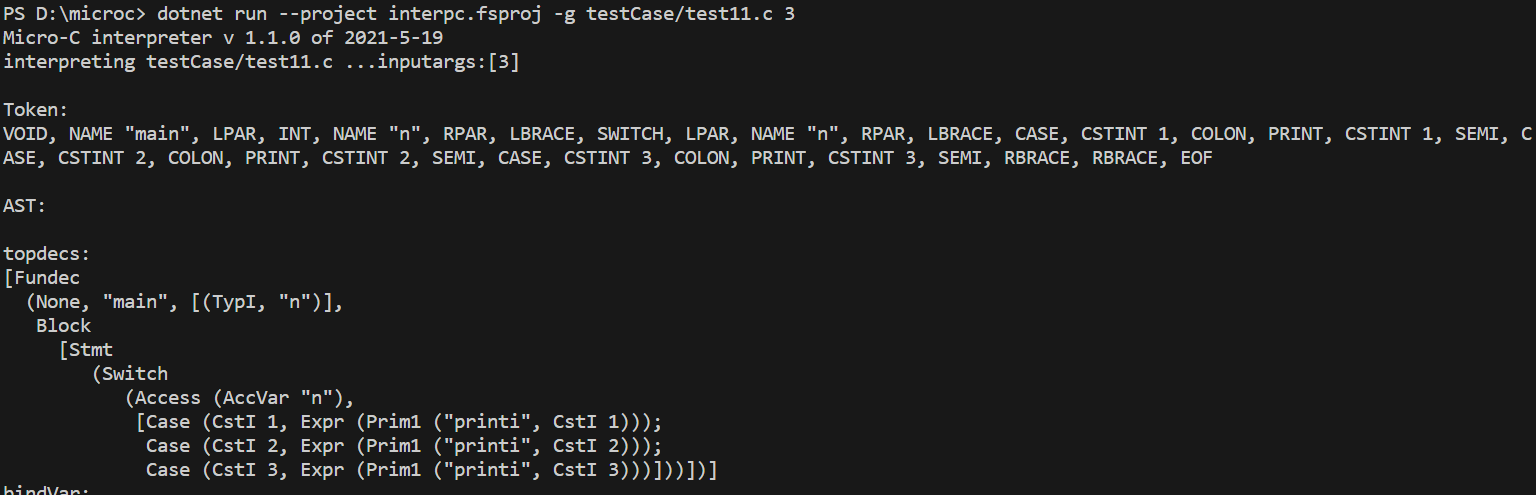 PS D:\microc> dotnet run --project interpc.fsproj -g testCase/test11.c 3
Micro-C interpreter v 1.1.0 of 2021-5-19
interpreting testCase/test11.c ...inputargs:[3]
Token:
VOID, NAME "main", LPAR, INT, NAME "n", RPAR, LBRACE, SWITCH, LPAR, NAME "n", RPAR, LBRACE, CASE, CSTINT 1, COLON, PRINT, CSTINT 1, SEMI, C
ASE, CSTINT 2, COLON, PRINT, CSTINT 2, SEMI, CASE, CSTINT 3, COLON, PRINT, CSTINT 3, SEMI, RBRACE, RBRACE, EOF
AST:
topdecs:
[Fundec
(None, "main", [(TypI, "n")],
Block
[Stmt
(Switch
(Access (AccVar "n"),
[Case (CstI 1, Expr (Prim1 ("printi", CstI 1)));
Case (CstI 2, Expr (Prim1 ("printi", CstI 2)));
Case (CstI 3, Expr (Prim1 ("printi", CstI 3)))]))])]
bindVar: